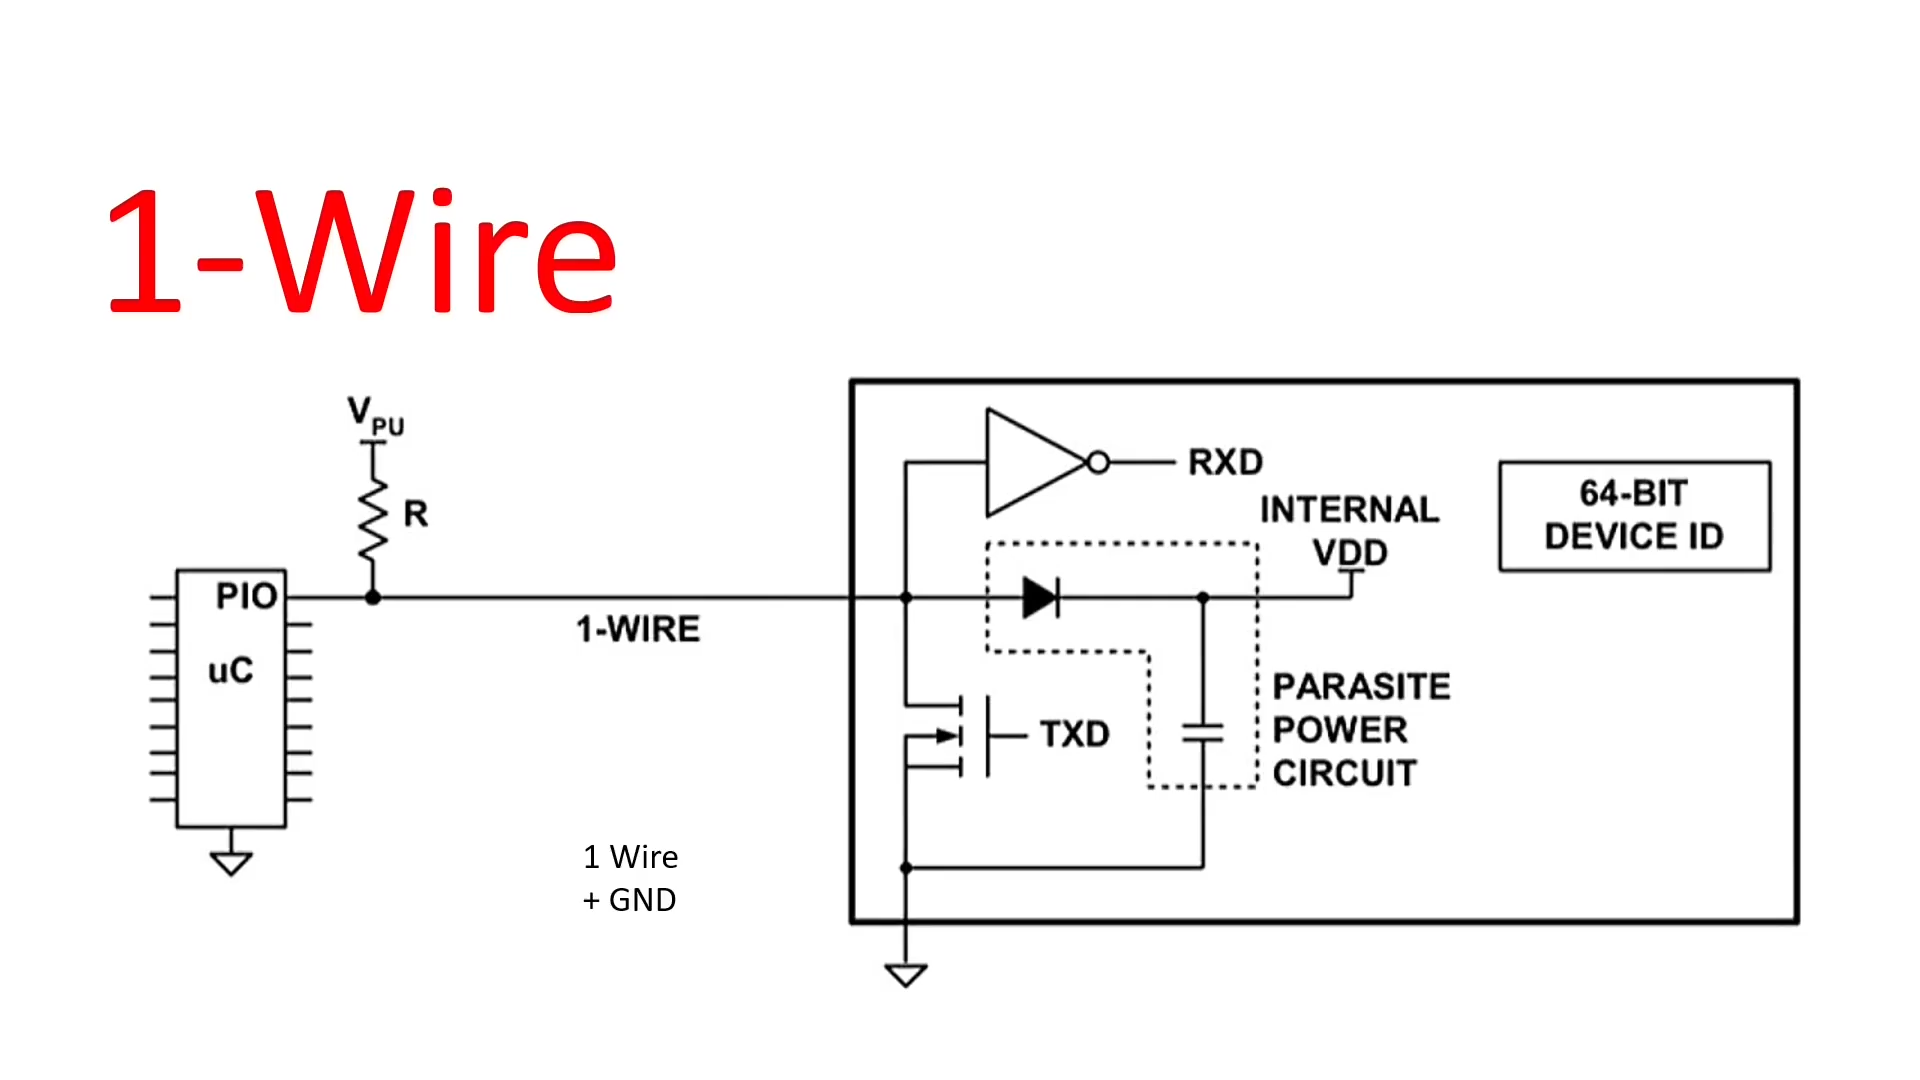 1-Wire
V PU
R
PIO
uC
1-WIRE
1 Wire
+ GND
RXD
INTERNAL
VDD
64-BIT
DEVICE ID
TXD
PARASITE
POWER
CIRCUIT